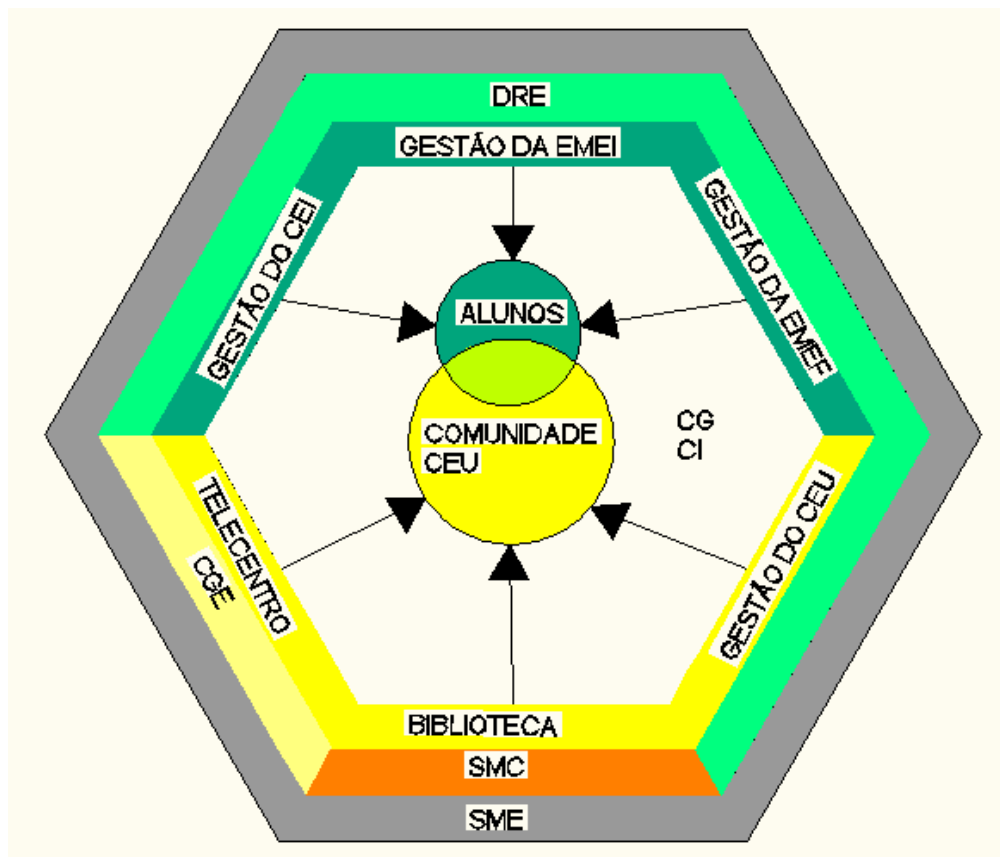 DRE
GESTÃO DA EMEI
GESTÃO DO CEI
GESTÃO DA EMEF
ALUNOS
COMUNIDADE
CEU
CG
CI
TELECENTRO
CGE
GESTÃO DO CEU
BIBLIOTECA
SMC
SME